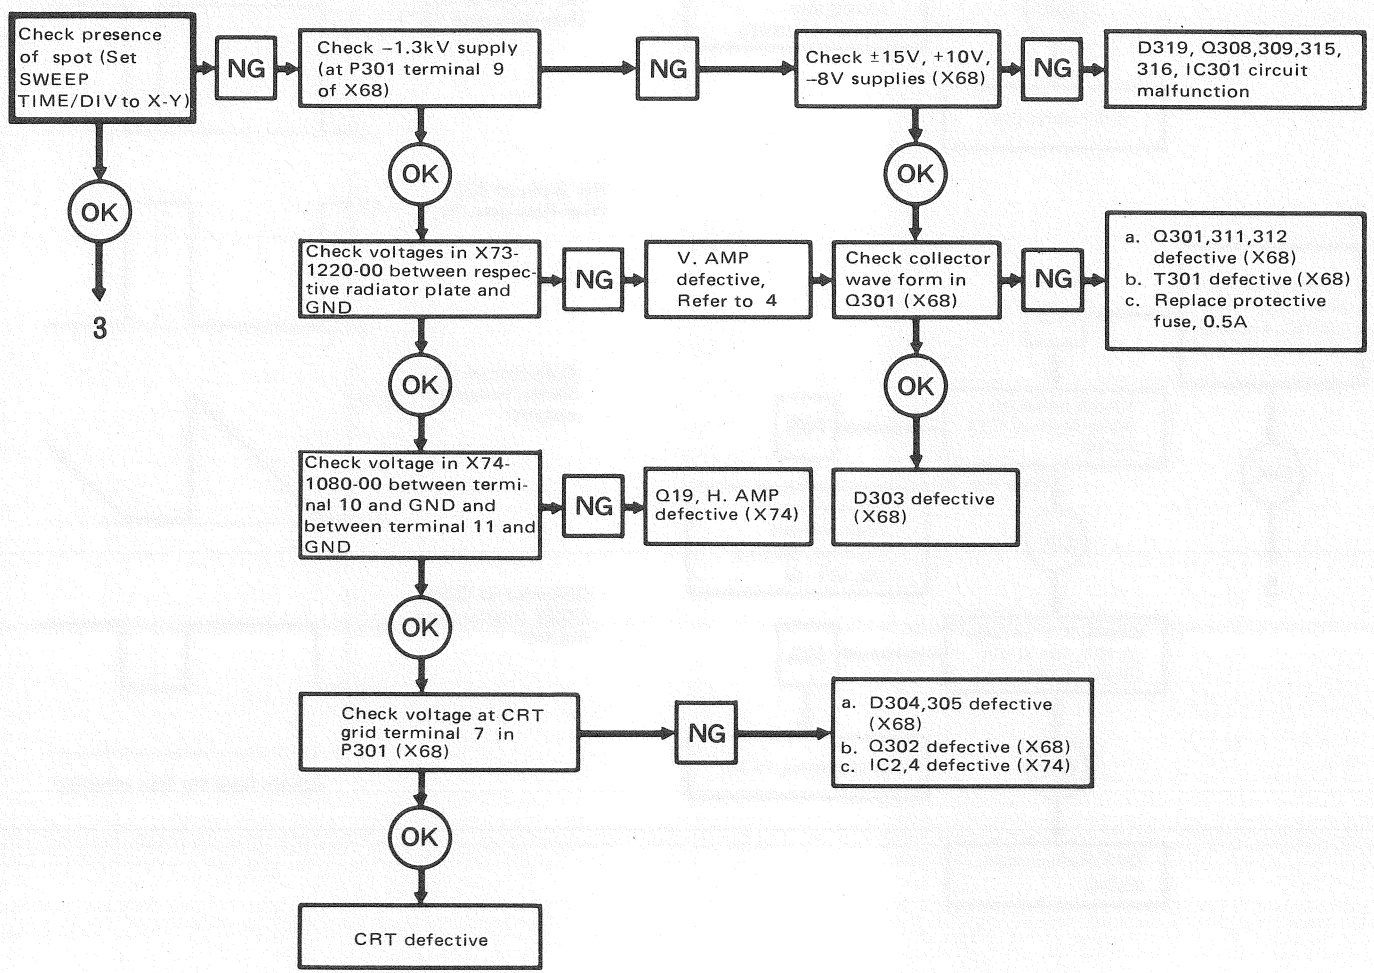 Check presence
of spot (Set
SWEEP
TIME/DIV to X-Y)
NG
Check −1.3kV supply
(at P301 terminal 9
of X68)
NG
Check ±15V, +10V,
−8V supplies (X68)
NG
D319, Q308,309,315,
316, IC301 circuit
malfunction
OK
3
OK
OK
Check voltages in X73-
1220-00 between respec-
tive radiator plate and
GND
NG
V. AMP
defective,
Refer to 4
Check collector
wave form in
Q301 (X68)
NG
a. Q301,311,312
defective (X68)
b. T301 defective (X68)
c. Replace protective
fuse, 0.5A
OK
OK
Check voltage in X74-
1080-00 between termi-
nal 10 and GND and
between terminal 11 and
GND
NG
Q19, H. AMP
defective (X74)
D303 defective
(X68)
OK
Check voltage at CRT
grid terminal 7 in
P301 (X68)
NG
a. D304,305 defective
(X68)
b. Q302 defective (X68)
c. IC2,4 defective (X74)
OK
CRT defective